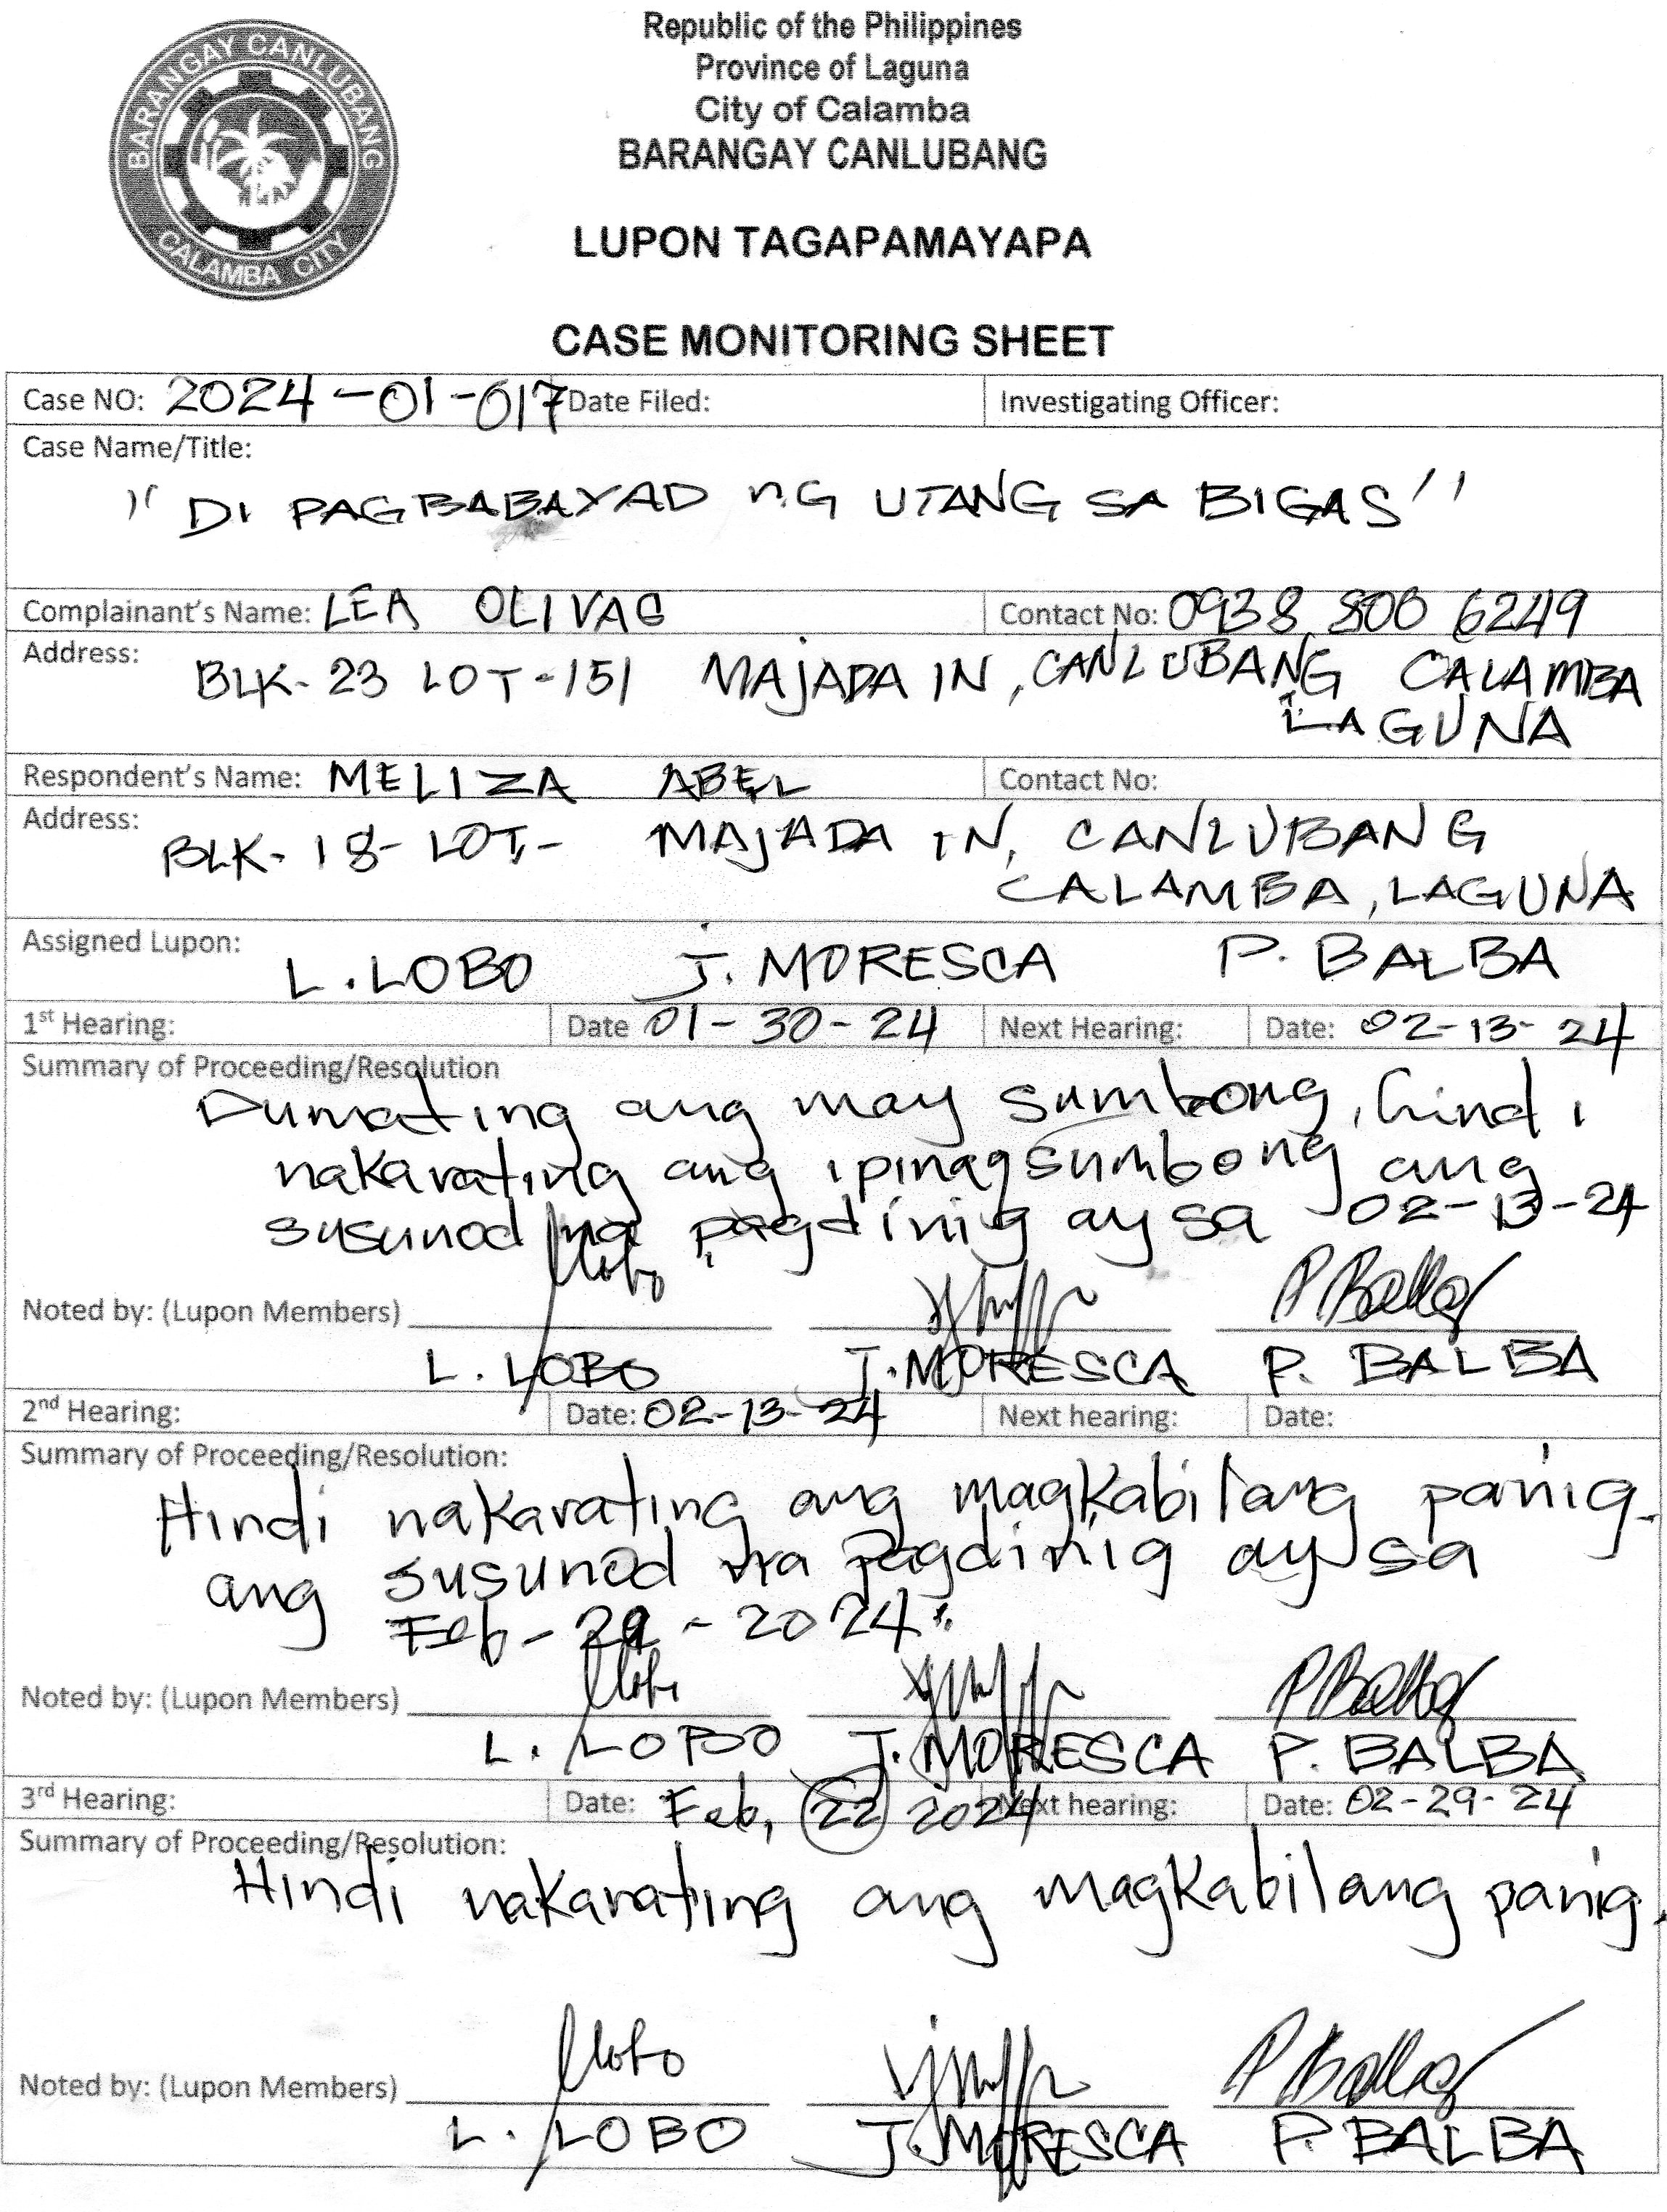 BARANGAY CANLUBANG
CALAMBA CITY
Republic of the Philippines
Province of Laguna
City of Calamba
BARANGAY CANLUBANG
LUPON TAGAPAMAYAPA
CASE MONITORING SHEET
Case NO: 2024-01-017 Date Filed: Investigating Officer:
Case Name/Title:
" DI PAGBABAYAD NG UTANG SA BIGAS "
Complainant's Name: LEA OLIVAS Contact No: 0938 800 6249
Address: BLK-23 LOT-151 MAJADA IN, CANLUBANG CALAMBA
LAGUNA
Respondent's Name: MELIZA ABEL Contact No:
Address: BLK-18-LOT- MAJADA IN, CANLUBANG
CALAMBA, LAGUNA
Assigned Lupon: L. LOBO J. MORESCA P. BALBA
1st Hearing: Date 01-30-24 Next Hearing: Date: 02-13-24
Summary of Proceeding/Resolution
Dumating ang may sumbong, hindi
nakarating ang ipinagsumbong ang
susunod na pagdinig ay sa 02-13-24
Noted by: (Lupon Members) Llobo P Balba
L. LOBO J. MORESCA P. BALBA
2nd Hearing: Date: 02-13-24 Next hearing: Date:
Summary of Proceeding/Resolution:
Hindi nakarating ang magkabilang panig.
ang susunod na pagdinig ay sa
Feb - - 2024.
Noted by: (Lupon Members) Llobo P Balba
L. LOBO J. MORESCA P. BALBA
3rd Hearing: Date: Feb, 22 2024 Next hearing: Date: 02-29-24
Summary of Proceeding/Resolution:
Hindi nakarating ang magkabilang panig.
Noted by: (Lupon Members) Llobo P Balba
L. LOBO J. MORESCA P. BALBA